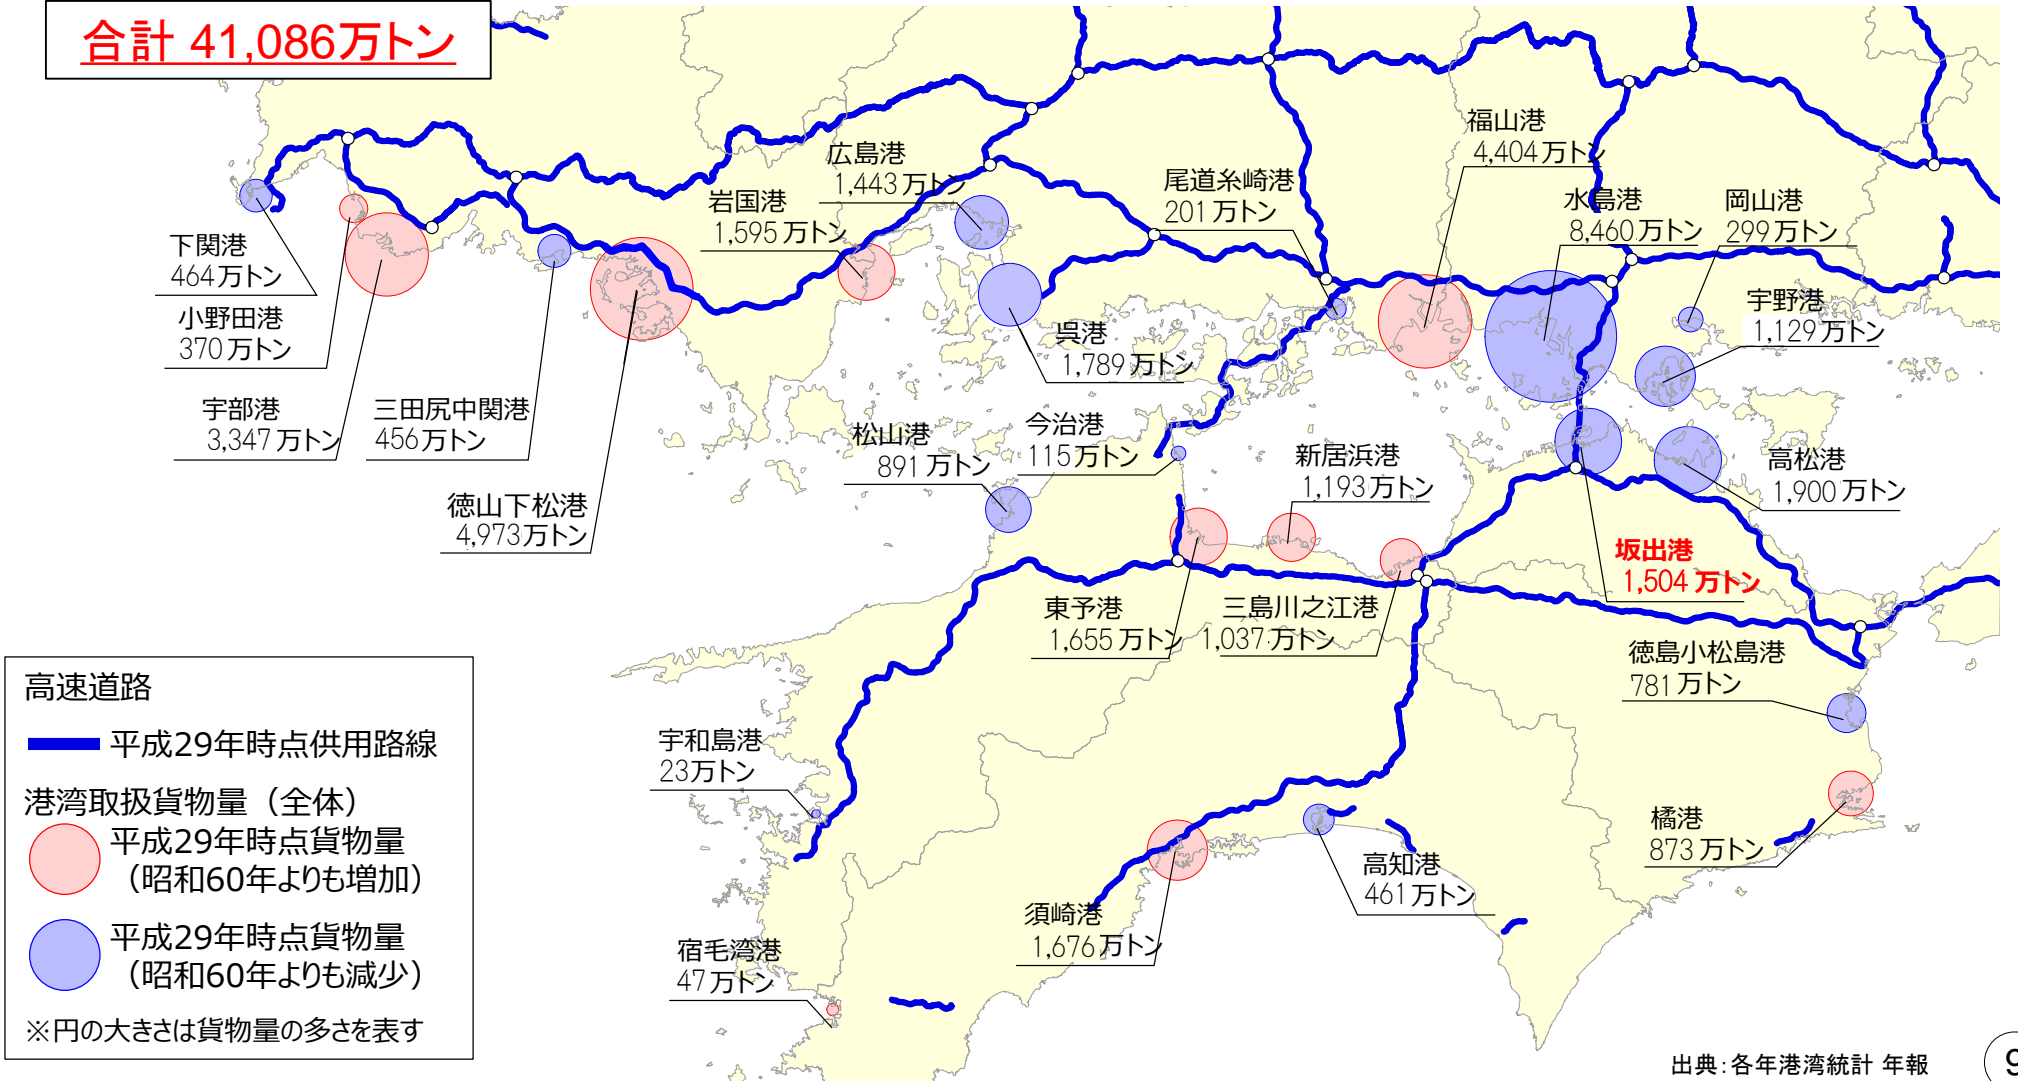 合計 41,086万トン
福山港
4,404万トン
広島港
1,443万トン
尾道糸崎港
201万トン
岩国港
1,595万トン
水島港
8,460万トン
岡山港
299万トン
下関港
464万トン
宇野港
1,129万トン
小野田港
370万トン
呉港
1,789万トン
宇部港
3,347万トン
三田尻中関港
456万トン
松山港
891万トン
今治港
115万トン
新居浜港
1,193万トン
高松港
1,900万トン
徳山下松港
4,973万トン
坂出港
1,504万トン
東予港
1,655万トン
三島川之江港
1,037万トン
徳島小松島港
781万トン
宇和島港
23万トン
橘港
873万トン
高知港
461万トン
須崎港
1,676万トン
宿毛湾港
47万トン
高速道路
平成29年時点供用路線
港湾取扱貨物量（全体）
平成29年時点貨物量
（昭和60年よりも増加）
平成29年時点貨物量
（昭和60年よりも減少）
※円の大きさは貨物量の多さを表す
出典：各年港湾統計 年報
9